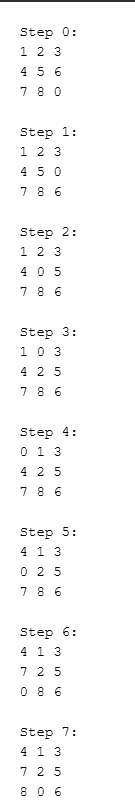 Step 0:
1 2 3
4 5 6
7 8 0
Step 1:
1 2 3
4 5 0
7 8 6
Step 2:
1 2 3
4 0 5
7 8 6
Step 3:
1 0 3
4 2 5
7 8 6
Step 4:
0 1 3
4 2 5
7 8 6
Step 5:
4 1 3
0 2 5
7 8 6
Step 6:
4 1 3
7 2 5
0 8 6
Step 7:
4 1 3
7 2 5
8 0 6